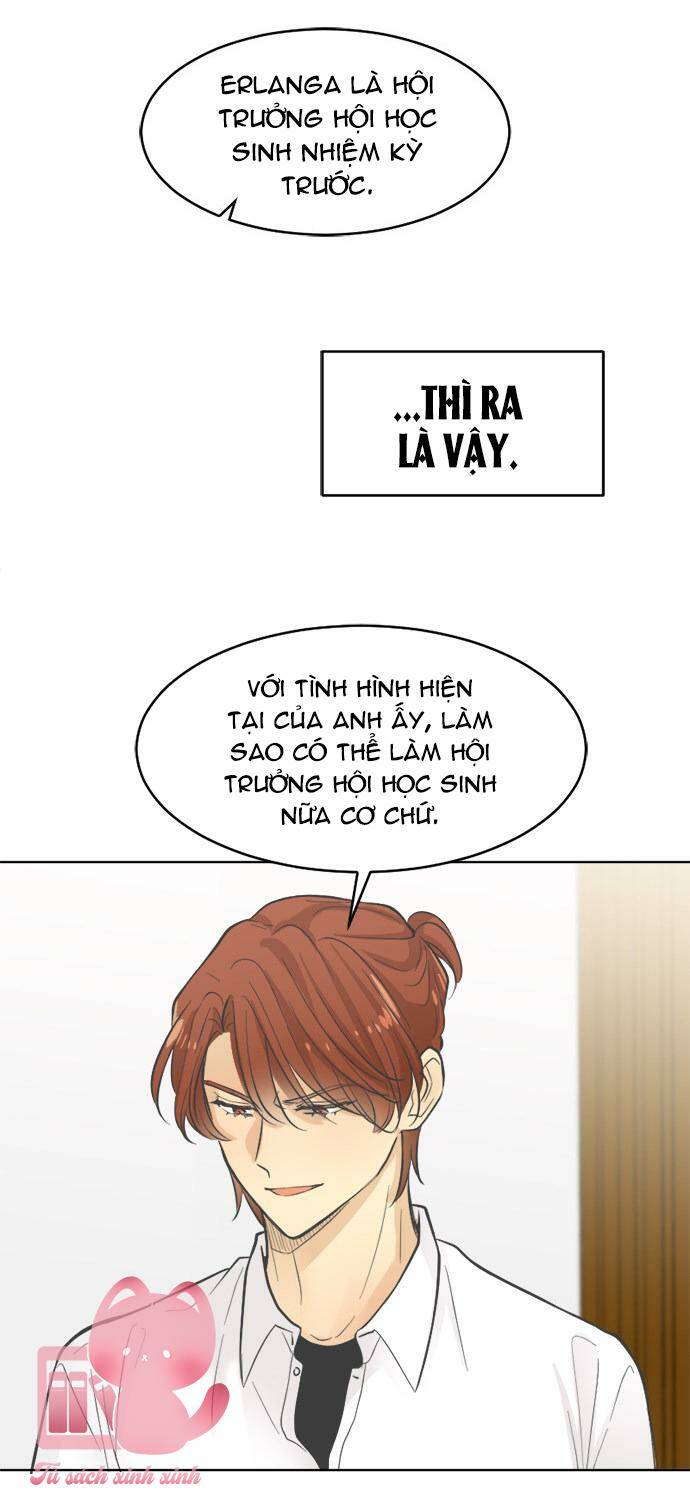 ERLANGA LÀ HỘI
TRƯỞNG HỘI HỌC
SINH NHIỆM KỲ
TRƯỚC.
...THÌ RA
LÀ VẬY.
VỚI TÌNH HÌNH HIỆN
TẠI CỦA ANH ẤY, LÀM
SAO CÓ THỂ LÀM HỘI
TRƯỞNG HỘI HỌC SINH
NỮA CƠ CHỨ.
Tủ sách xinh xinh